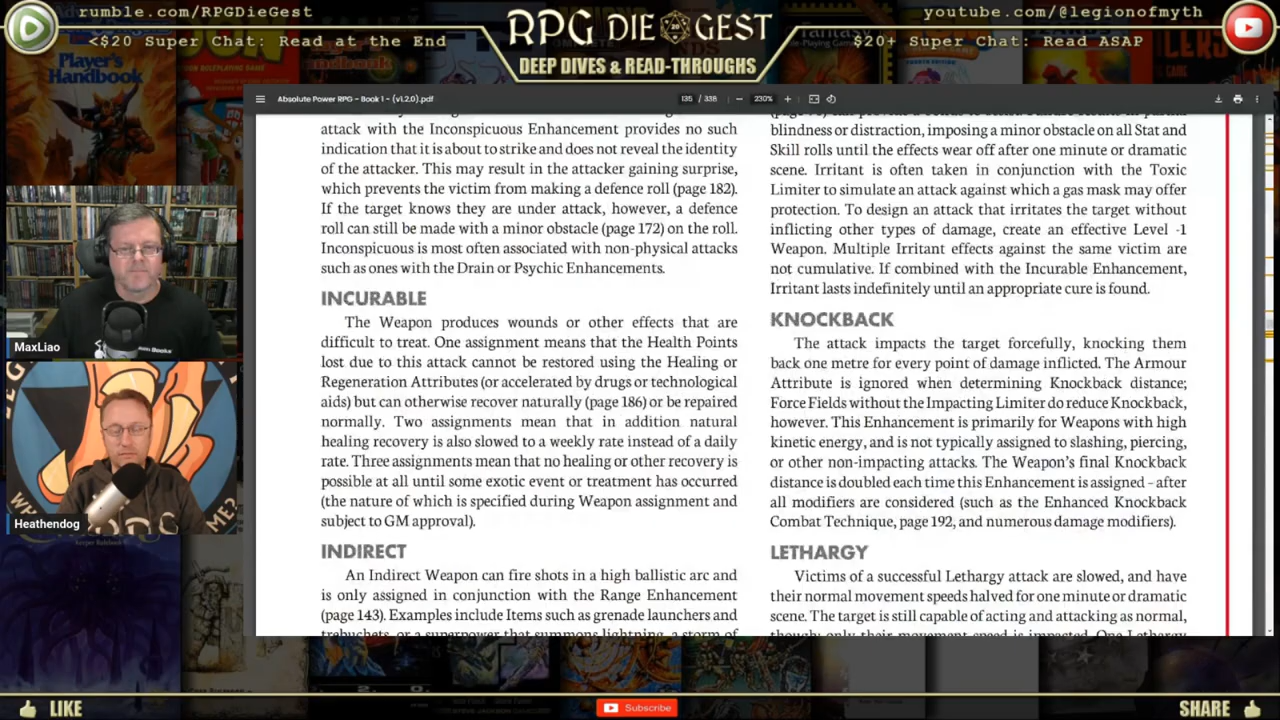 rumble.com/RPGDieGest
<$20 Super Chat: Read at the End
RPG DIE GEST
DEEP DIVES & READ-THROUGHS
youtube.com/@legionofmyth
$20+ Super Chat: Read ASAP
Player's
Handbook
Absolute Power RPG – Book 1 – (v1.2.0).pdf
135 / 338
230%
attack with the Inconspicuous Enhancement provides no such
indication that it is about to strike and does not reveal the identity
of the attacker. This may result in the attacker gaining surprise,
which prevents the victim from making a defence roll (page 182).
If the target knows they are under attack, however, a defence
roll can still be made with a minor obstacle (page 172) on the roll.
Inconspicuous is most often associated with non-physical attacks
such as ones with the Drain or Psychic Enhancements.
INCURABLE
The Weapon produces wounds or other effects that are
difficult to treat. One assignment means that the Health Points
lost due to this attack cannot be restored using the Healing or
Regeneration Attributes (or accelerated by drugs or technological
aids) but can otherwise recover naturally (page 186) or be repaired
normally. Two assignments mean that in addition natural
healing recovery is also slowed to a weekly rate instead of a daily
rate. Three assignments mean that no healing or other recovery is
possible at all until some exotic event or treatment has occurred
(the nature of which is specified during Weapon assignment and
subject to GM approval).
INDIRECT
An Indirect Weapon can fire shots in a high ballistic arc and
is only assigned in conjunction with the Range Enhancement
(page 143). Examples include Items such as grenade launchers and
trebuchets, or a superpower that summons lightning, a storm of
blindness or distraction, imposing a minor obstacle on all Stat and
Skill rolls until the effects wear off after one minute or dramatic
scene. Irritant is often taken in conjunction with the Toxic
Limiter to simulate an attack against which a gas mask may offer
protection. To design an attack that irritates the target without
inflicting other types of damage, create an effective Level -1
Weapon. Multiple Irritant effects against the same victim are
not cumulative. If combined with the Incurable Enhancement,
Irritant lasts indefinitely until an appropriate cure is found.
KNOCKBACK
The attack impacts the target forcefully, knocking them
back one metre for every point of damage inflicted. The Armour
Attribute is ignored when determining Knockback distance;
Force Fields without the Impacting Limiter do reduce Knockback,
however. This Enhancement is primarily for Weapons with high
kinetic energy, and is not typically assigned to slashing, piercing,
or other non-impacting attacks. The Weapon's final Knockback
distance is doubled each time this Enhancement is assigned – after
all modifiers are considered (such as the Enhanced Knockback
Combat Technique, page 192, and numerous damage modifiers).
LETHARGY
Victims of a successful Lethargy attack are slowed, and have
their normal movement speeds halved for one minute or dramatic
scene. The target is still capable of acting and attacking as normal,
though; only their movement speed is impacted. One Lethargy
MaxLiao
Heathendog
LIKE
Subscribe
SHARE